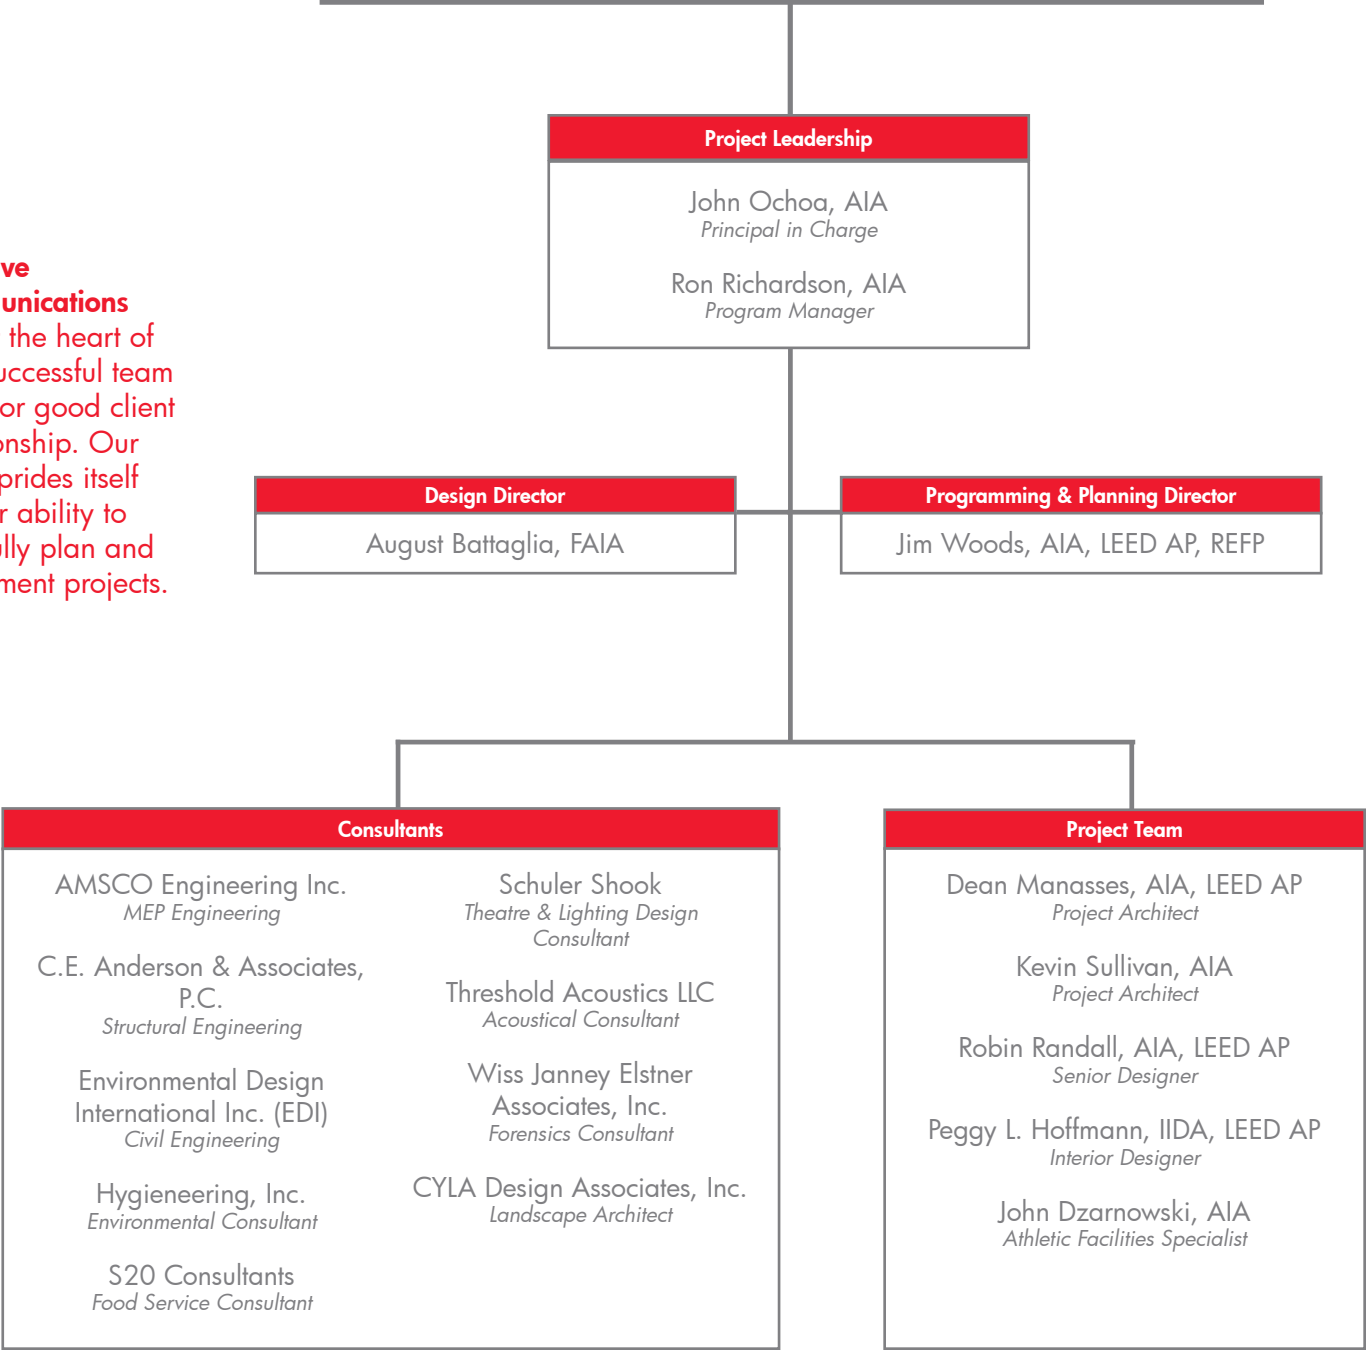 Project Leadership
John Ochoa, AIA
Principal in Charge
Ron Richardson, AIA
Program Manager
ve
unications
the heart of
uccessful team
or good client
onship. Our
prides itself
r ability to
ully plan and
ment projects.
Design Director
August Battaglia, FAIA
Programming & Planning Director
Jim Woods, AIA, LEED AP, REFP
Consultants
AMSCO Engineering Inc.
MEP Engineering
C.E. Anderson & Associates,
P.C.
Structural Engineering
Environmental Design
International Inc. (EDI)
Civil Engineering
Hygieneering, Inc.
Environmental Consultant
S20 Consultants
Food Service Consultant
Schuler Shook
Theatre & Lighting Design
Consultant
Threshold Acoustics LLC
Acoustical Consultant
Wiss Janney Elstner
Associates, Inc.
Forensics Consultant
CYLA Design Associates, Inc.
Landscape Architect
Project Team
Dean Manasses, AIA, LEED AP
Project Architect
Kevin Sullivan, AIA
Project Architect
Robin Randall, AIA, LEED AP
Senior Designer
Peggy L. Hoffmann, IIDA, LEED AP
Interior Designer
John Dzarnowski, AIA
Athletic Facilities Specialist